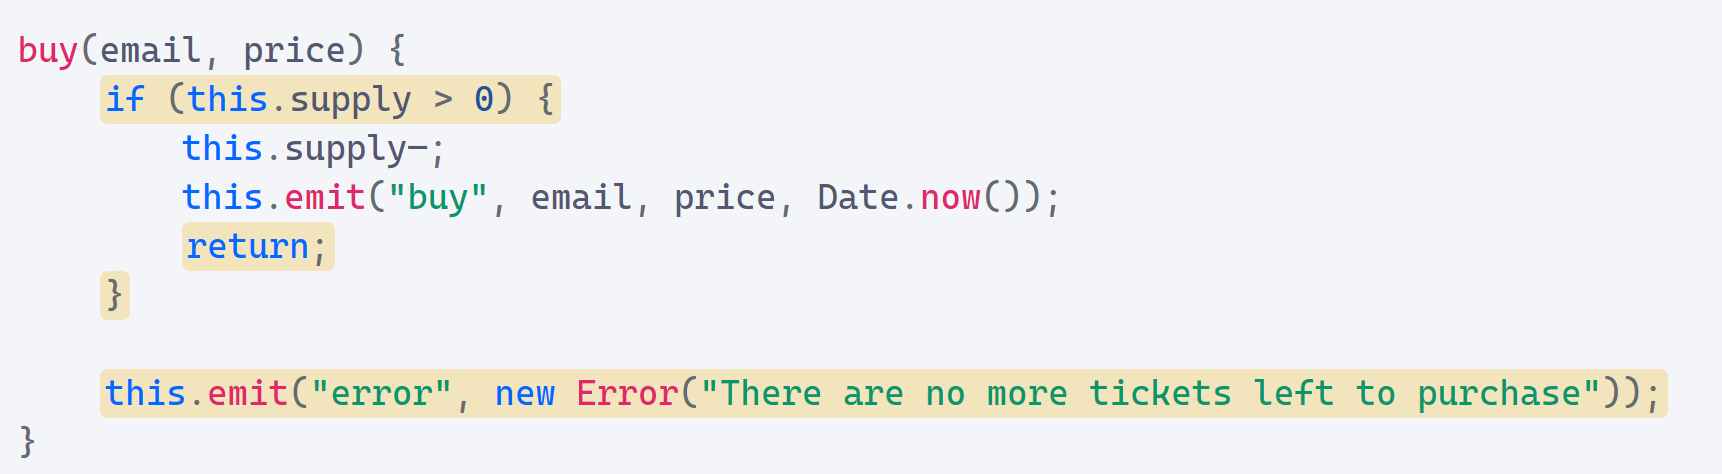 buy(email, price) {
    if (this.supply > 0) {
        this.supply—;
        this.emit("buy", email, price, Date.now());
        return;
    }

    this.emit("error", new Error("There are no more tickets left to purchase"));
}